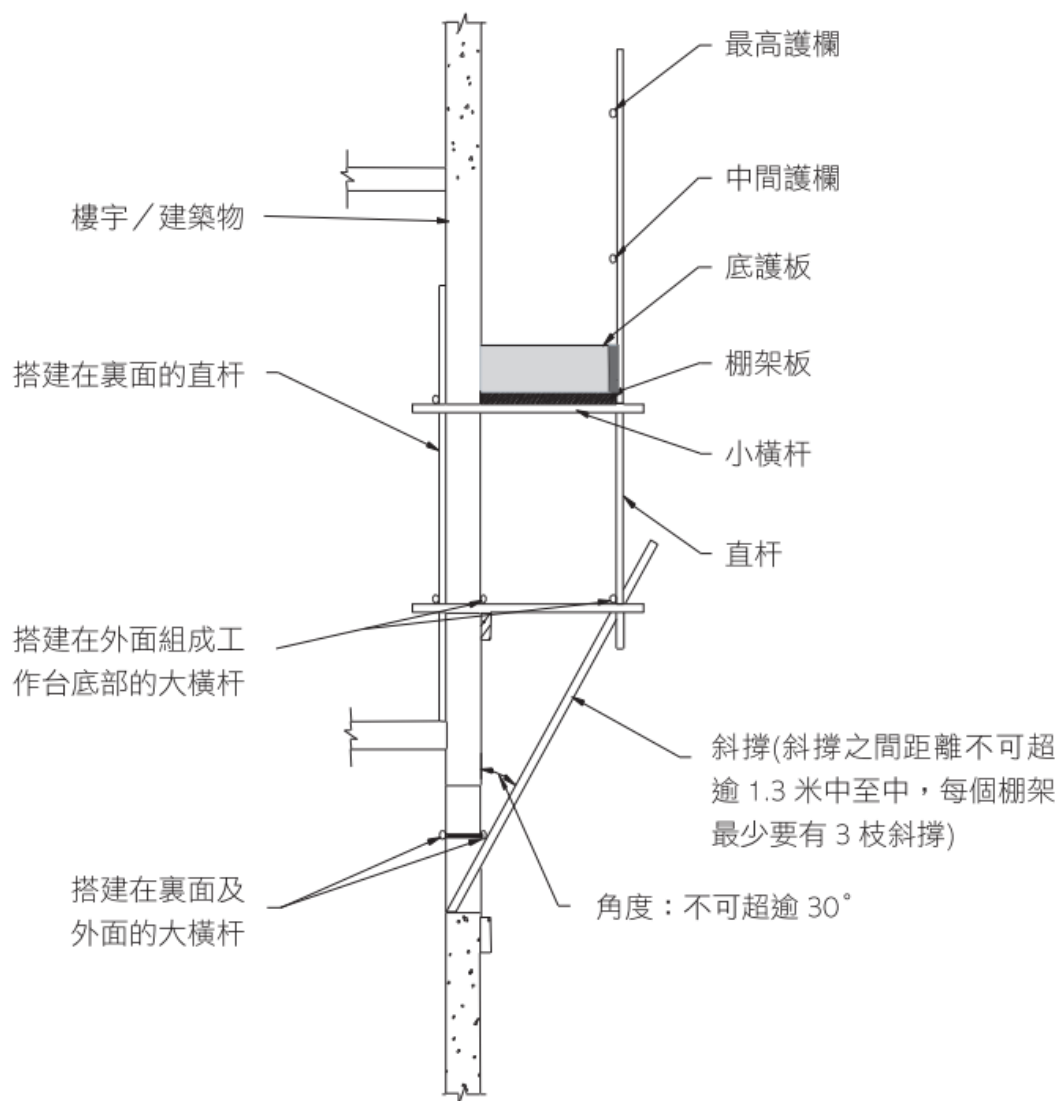 最高護欄
中間護欄
樓宇／建築物
底護板
棚架板
搭建在裏面的直杆
小橫杆
直杆
搭建在外面組成工
作台底部的大橫杆
斜撐(斜撐之間距離不可超
逾 1.3 米中至中，每個棚架
最少要有 3 枝斜撐)
搭建在裏面及
外面的大橫杆
角度：不可超逾 30°